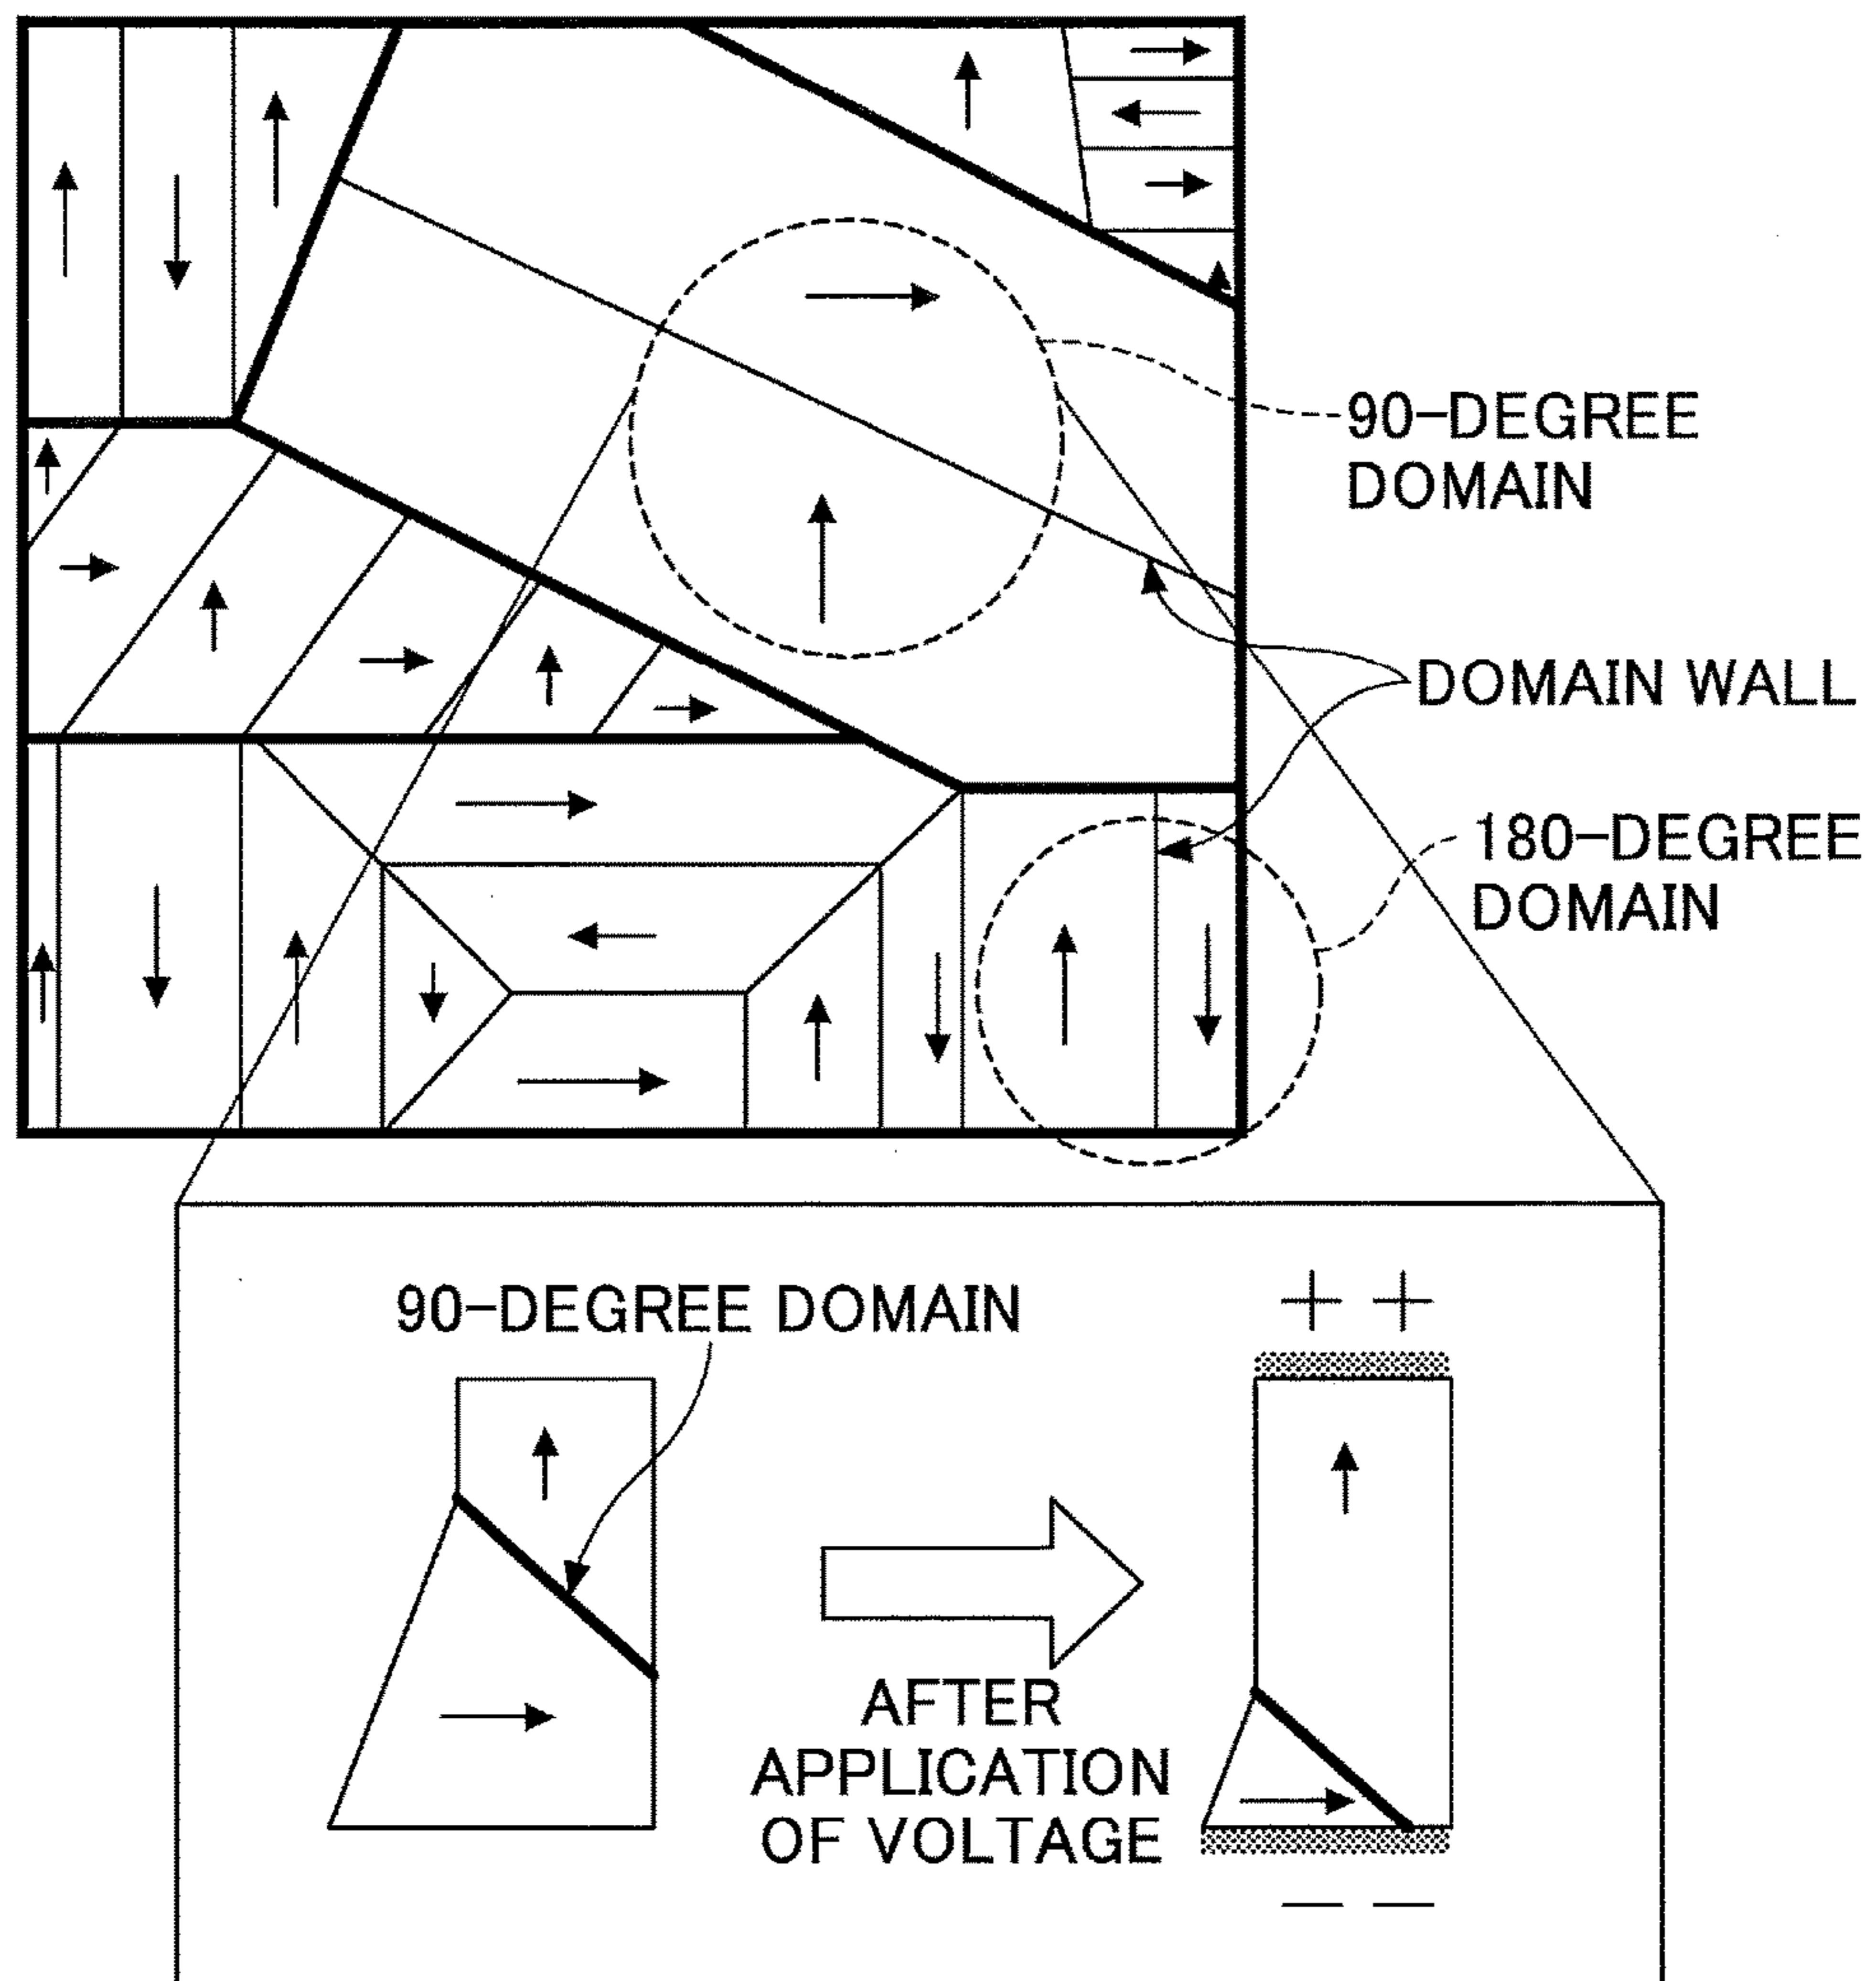 90-DEGREE
DOMAIN
DOMAIN WALL
180-DEGREE
DOMAIN
90-DEGREE DOMAIN
+ +
AFTER
APPLICATION
OF VOLTAGE
— —